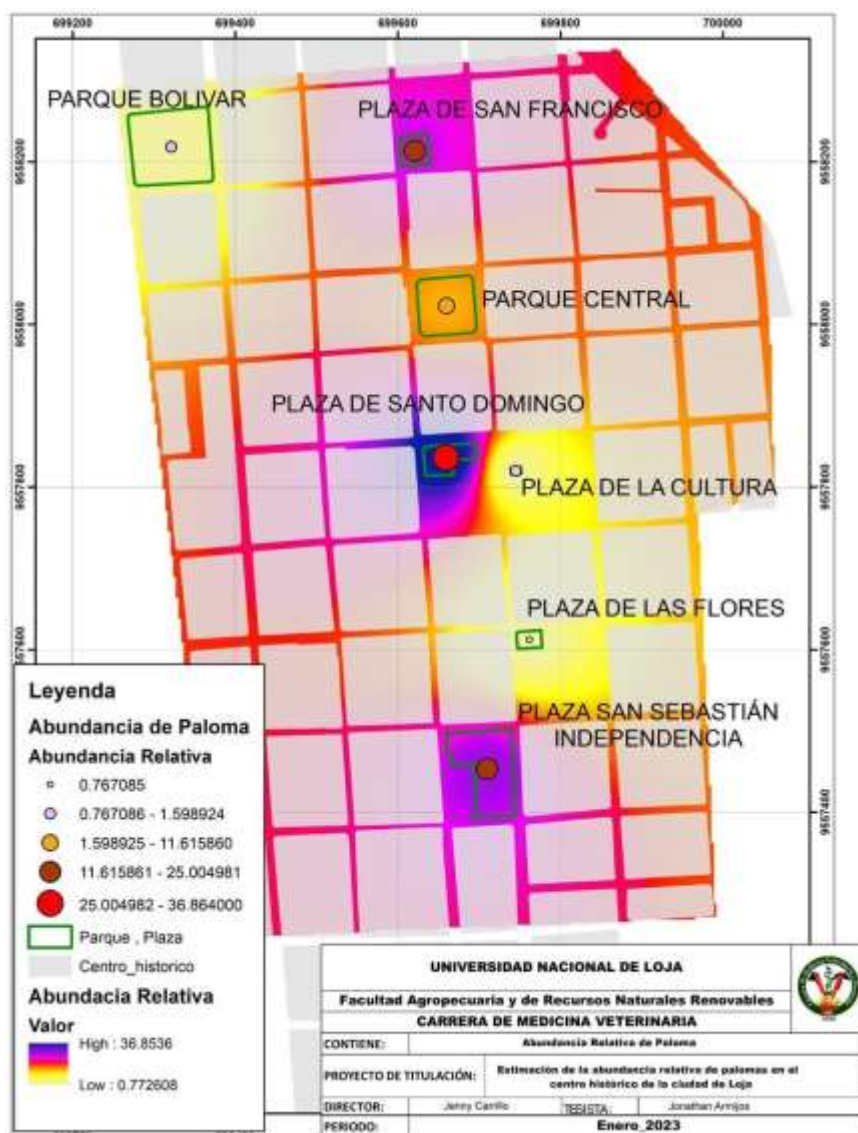 699200 699400 699600 699800 700000
PARQUE BOLIVAR
PLAZA DE SAN FRANCISCO
9558200 9558200
PARQUE CENTRAL
9558000 9558000
PLAZA DE SANTO DOMINGO
PLAZA DE LA CULTURA
9557800 9557800
PLAZA DE LAS FLORES
9557600 9557600
PLAZA SAN SEBASTIÁN
INDEPENDENCIA
9557400
Leyenda
Abundancia de Paloma
Abundancia Relativa
0.767085
0.767086 - 1.598924
1.598925 - 11.615860
11.615861 - 25.004981
25.004982 - 36.864000
Parque , Plaza
Centro_historico
Abundacia Relativa
Valor
High : 36.8536
Low : 0.772608
UNIVERSIDAD NACIONAL DE LOJA
Facultad Agropecuaria y de Recursos Naturales Renovables
CARRERA DE MEDICINA VETERINARIA
CONTIENE: Abundancia Relativa de Paloma
PROYECTO DE TITULACIÓN: Estimación de la abundancia relativa de palomas en el
centro histórico de la ciudad de Loja
DIRECTOR: Jenny Carrillo TESISTA: Jonathan Armijos
PERIODO: Enero_2023